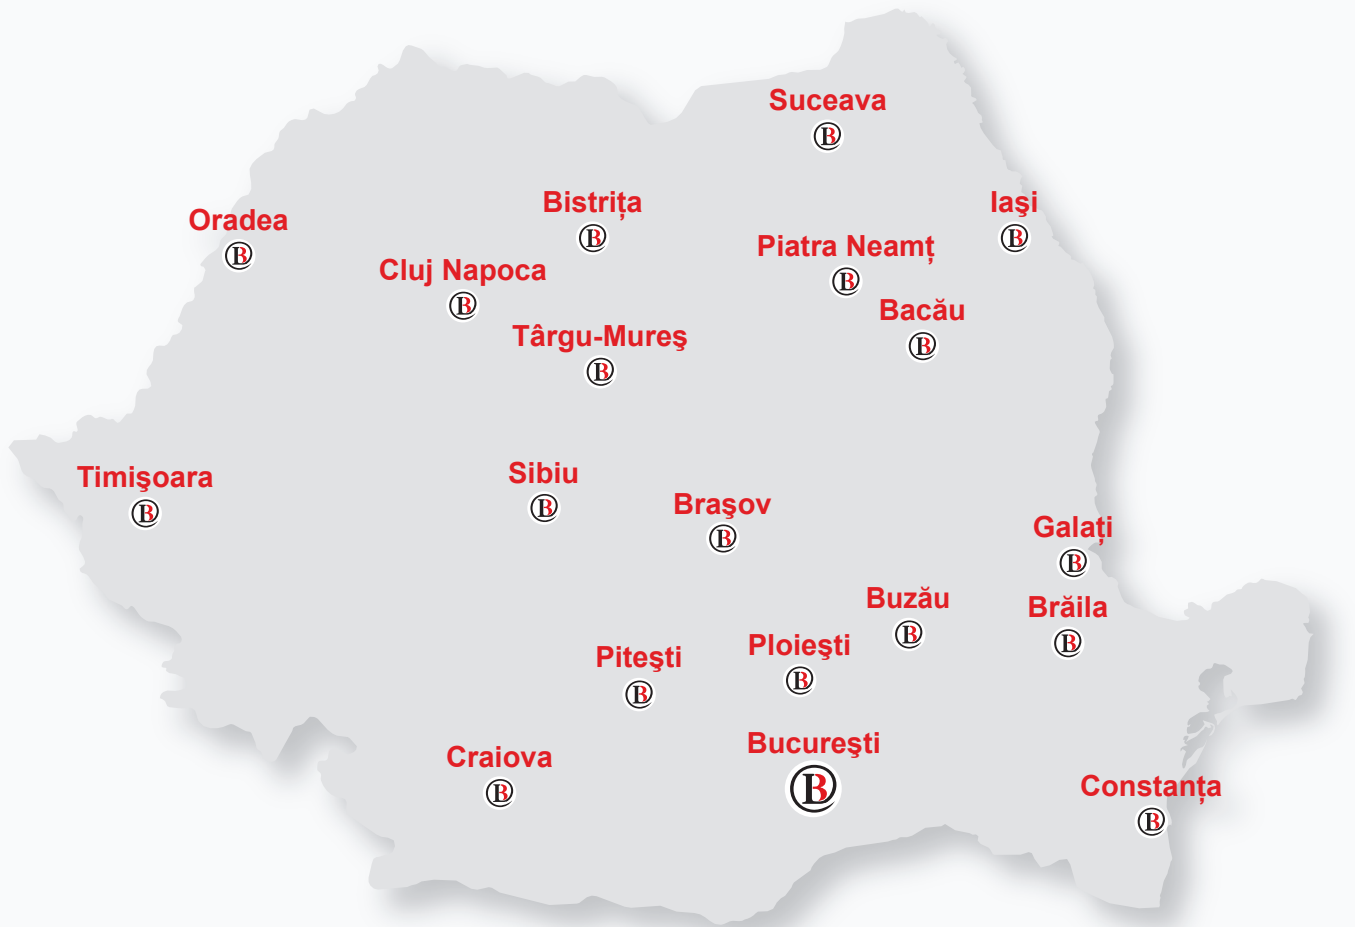 Suceava
Bistrița
Iaşi
Oradea
Piatra Neamț
Cluj Napoca
Bacău
Târgu-Mureş
Sibiu
Timişoara
Braşov
Galați
Buzău
Brăila
Ploieşti
Piteşti
Bucureşti
Craiova
Constanța